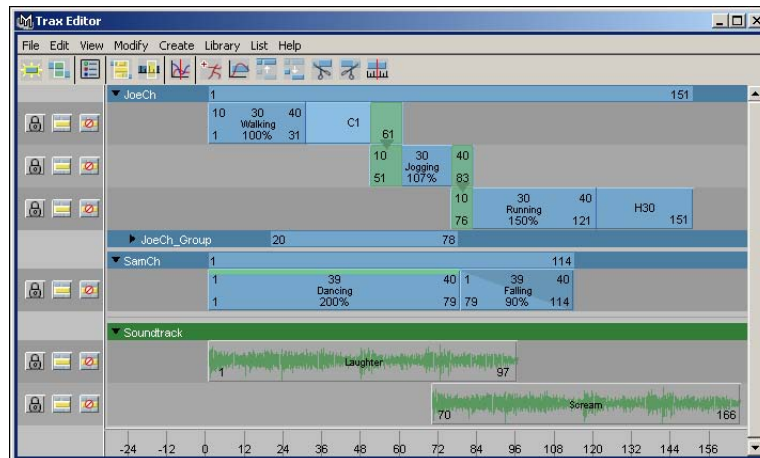 Trax Editor
File Edit View Modify Create Library List Help
JoeCh 1 151
10 30 40
Walking C1
1 100% 31 61
10 30 40
Jogging
51 107% 83
10 30 40
Running H30
76 150% 121 151
JoeCh_Group 20 78
SamCh 1 114
1 39 40 1 39 40
Dancing Falling
1 200% 79 79 90% 114
Soundtrack
Laughter
1 97
Scream
70 166
-24 -12 0 12 24 36 48 60 72 84 96 108 120 132 144 156